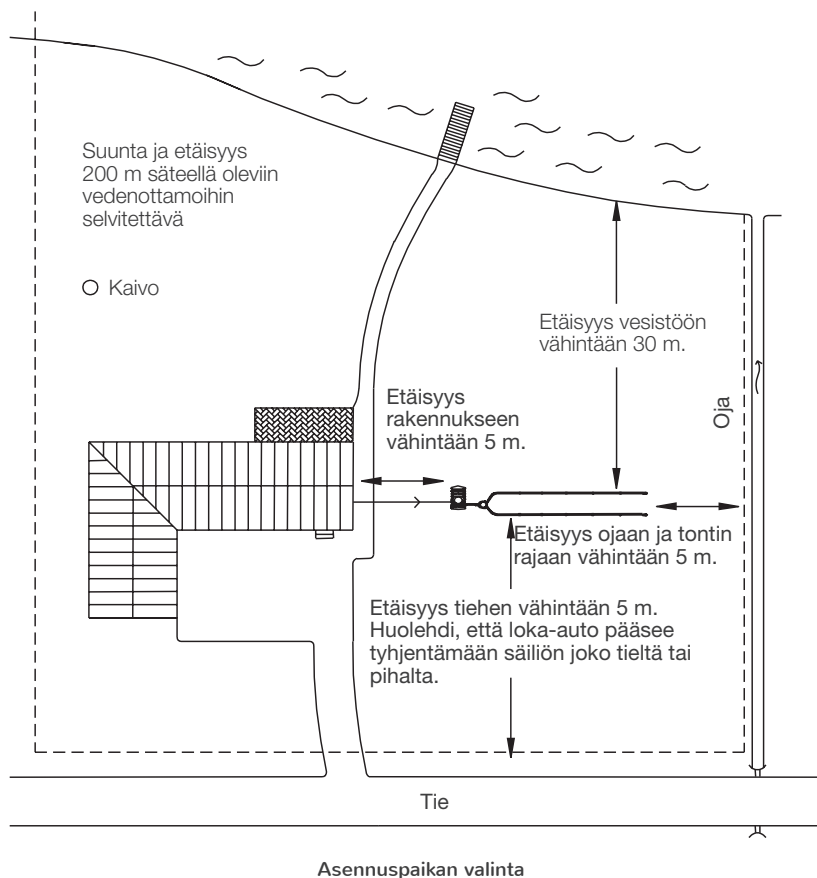 Suunta ja etäisyys
200 m säteellä oleviin
vedenottamoihin
selvitettävä
Kaivo
Etäisyys vesistöön
vähintään 30 m.
Etäisyys
rakennukseen
vähintään 5 m.
Oja
Etäisyys ojaan ja tontin
rajaan vähintään 5 m.
Etäisyys tiehen vähintään 5 m.
Huolehdi, että loka-auto pääsee
tyhjentämään säiliön joko tieltä tai
pihalta.
Tie
Asennuspaikan valinta